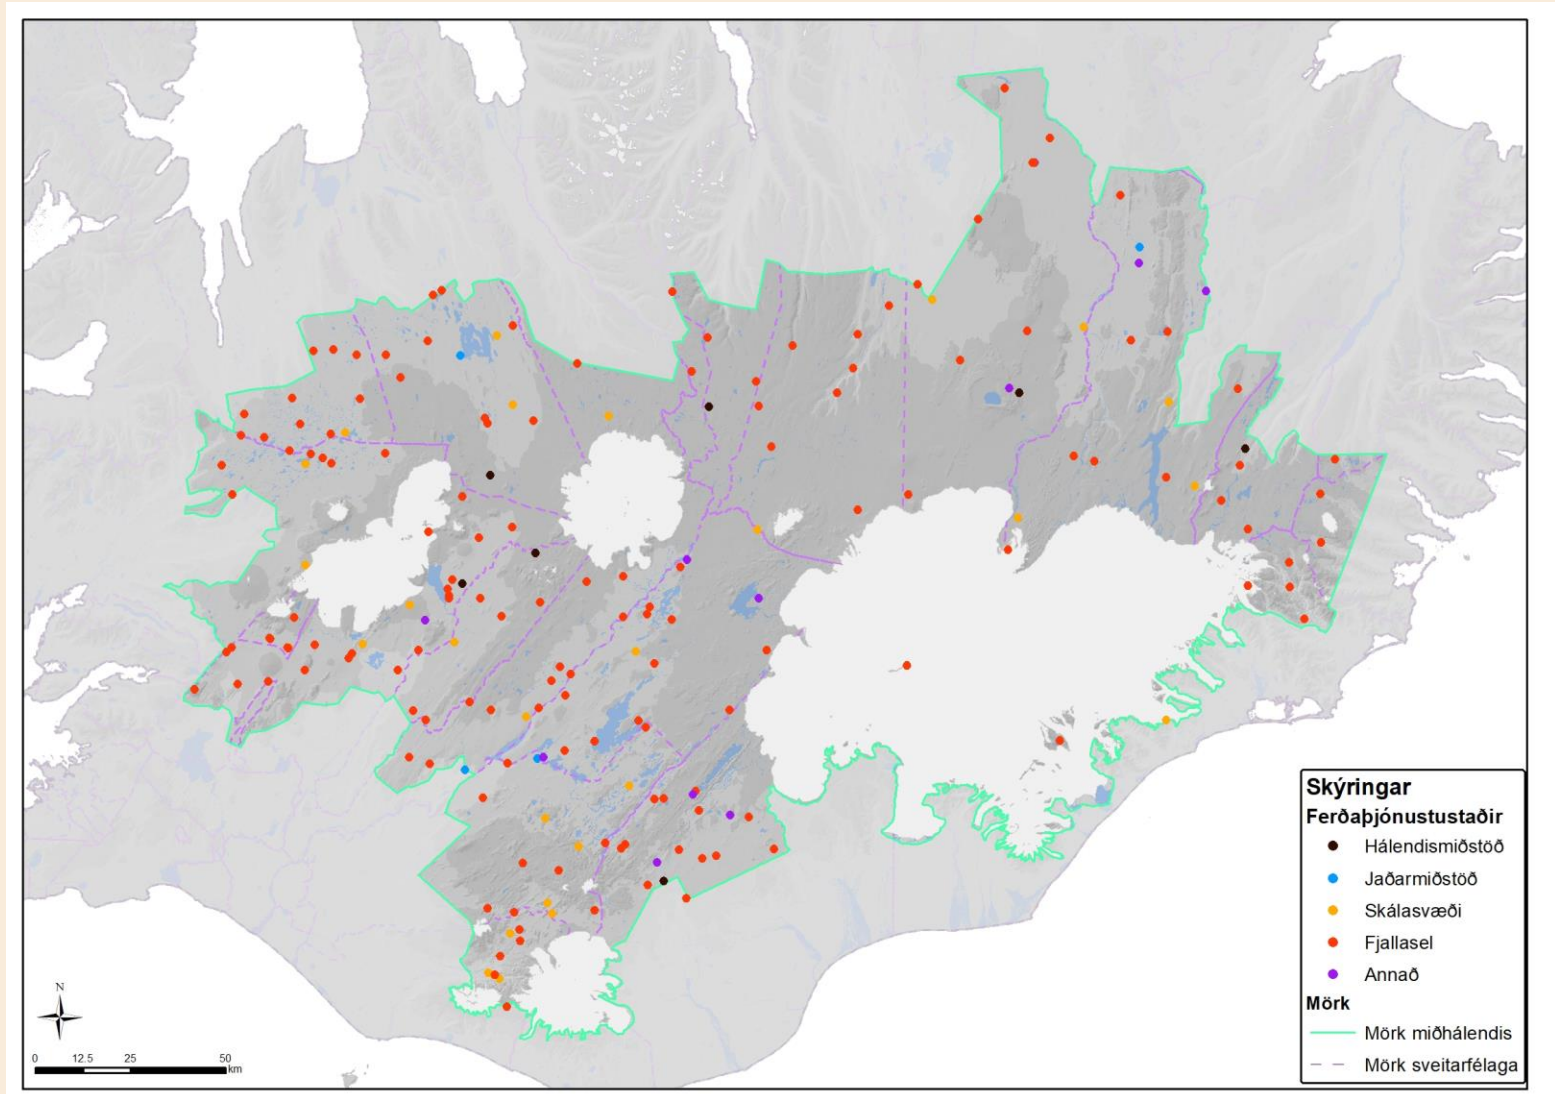 Skýringar
Ferðaþjónustustaðir
Hálendismiðstöð
Jaðarmiðstöð
Skálasvæði
Fjallasel
Annað
Mörk
Mörk miðhálendis
Mörk sveitarfélaga
N
0 12.5 25 50
km